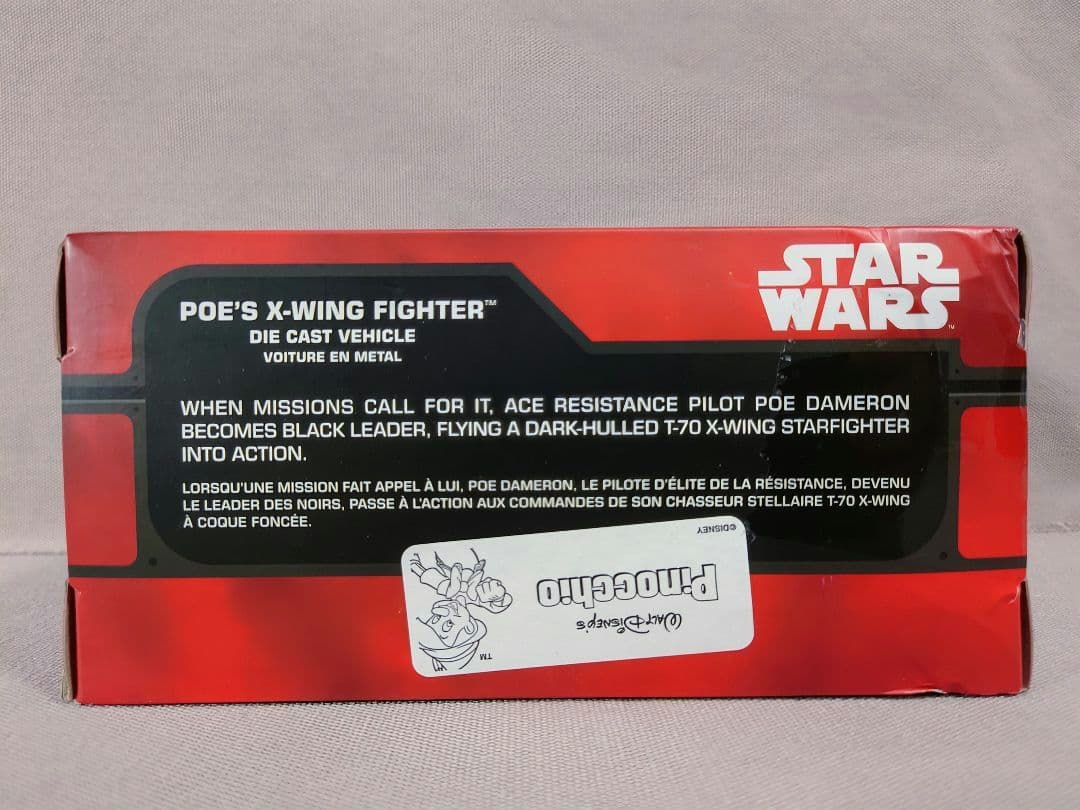 STAR
WARS™
POE'S X-WING FIGHTER™
DIE CAST VEHICLE
VOITURE EN METAL
WHEN MISSIONS CALL FOR IT, ACE RESISTANCE PILOT POE DAMERON
BECOMES BLACK LEADER, FLYING A DARK-HULLED T-70 X-WING STARFIGHTER
INTO ACTION.
LORSQU'UNE MISSION FAIT APPEL À LUI, POE DAMERON, LE PILOTE D'ÉLITE DE LA RÉSISTANCE, DEVENU
LE LEADER DES NOIRS, PASSE À L'ACTION AUX COMMANDES DE SON CHASSEUR STELLAIRE T-70 X-WING
À COQUE FONCÉE.
TM
WALT DISNEY'S
Pinocchio
©DISNEY